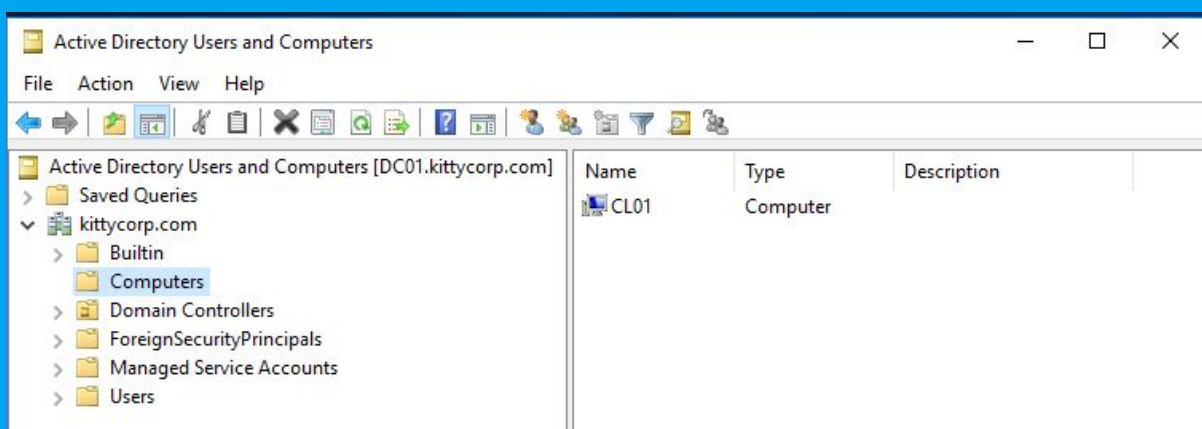 Active Directory Users and Computers
File Action View Help
Active Directory Users and Computers [DC01.kittycorp.com]
Saved Queries
kittycorp.com
Builtin
Computers
Domain Controllers
ForeignSecurityPrincipals
Managed Service Accounts
Users
Name Type Description
CL01 Computer